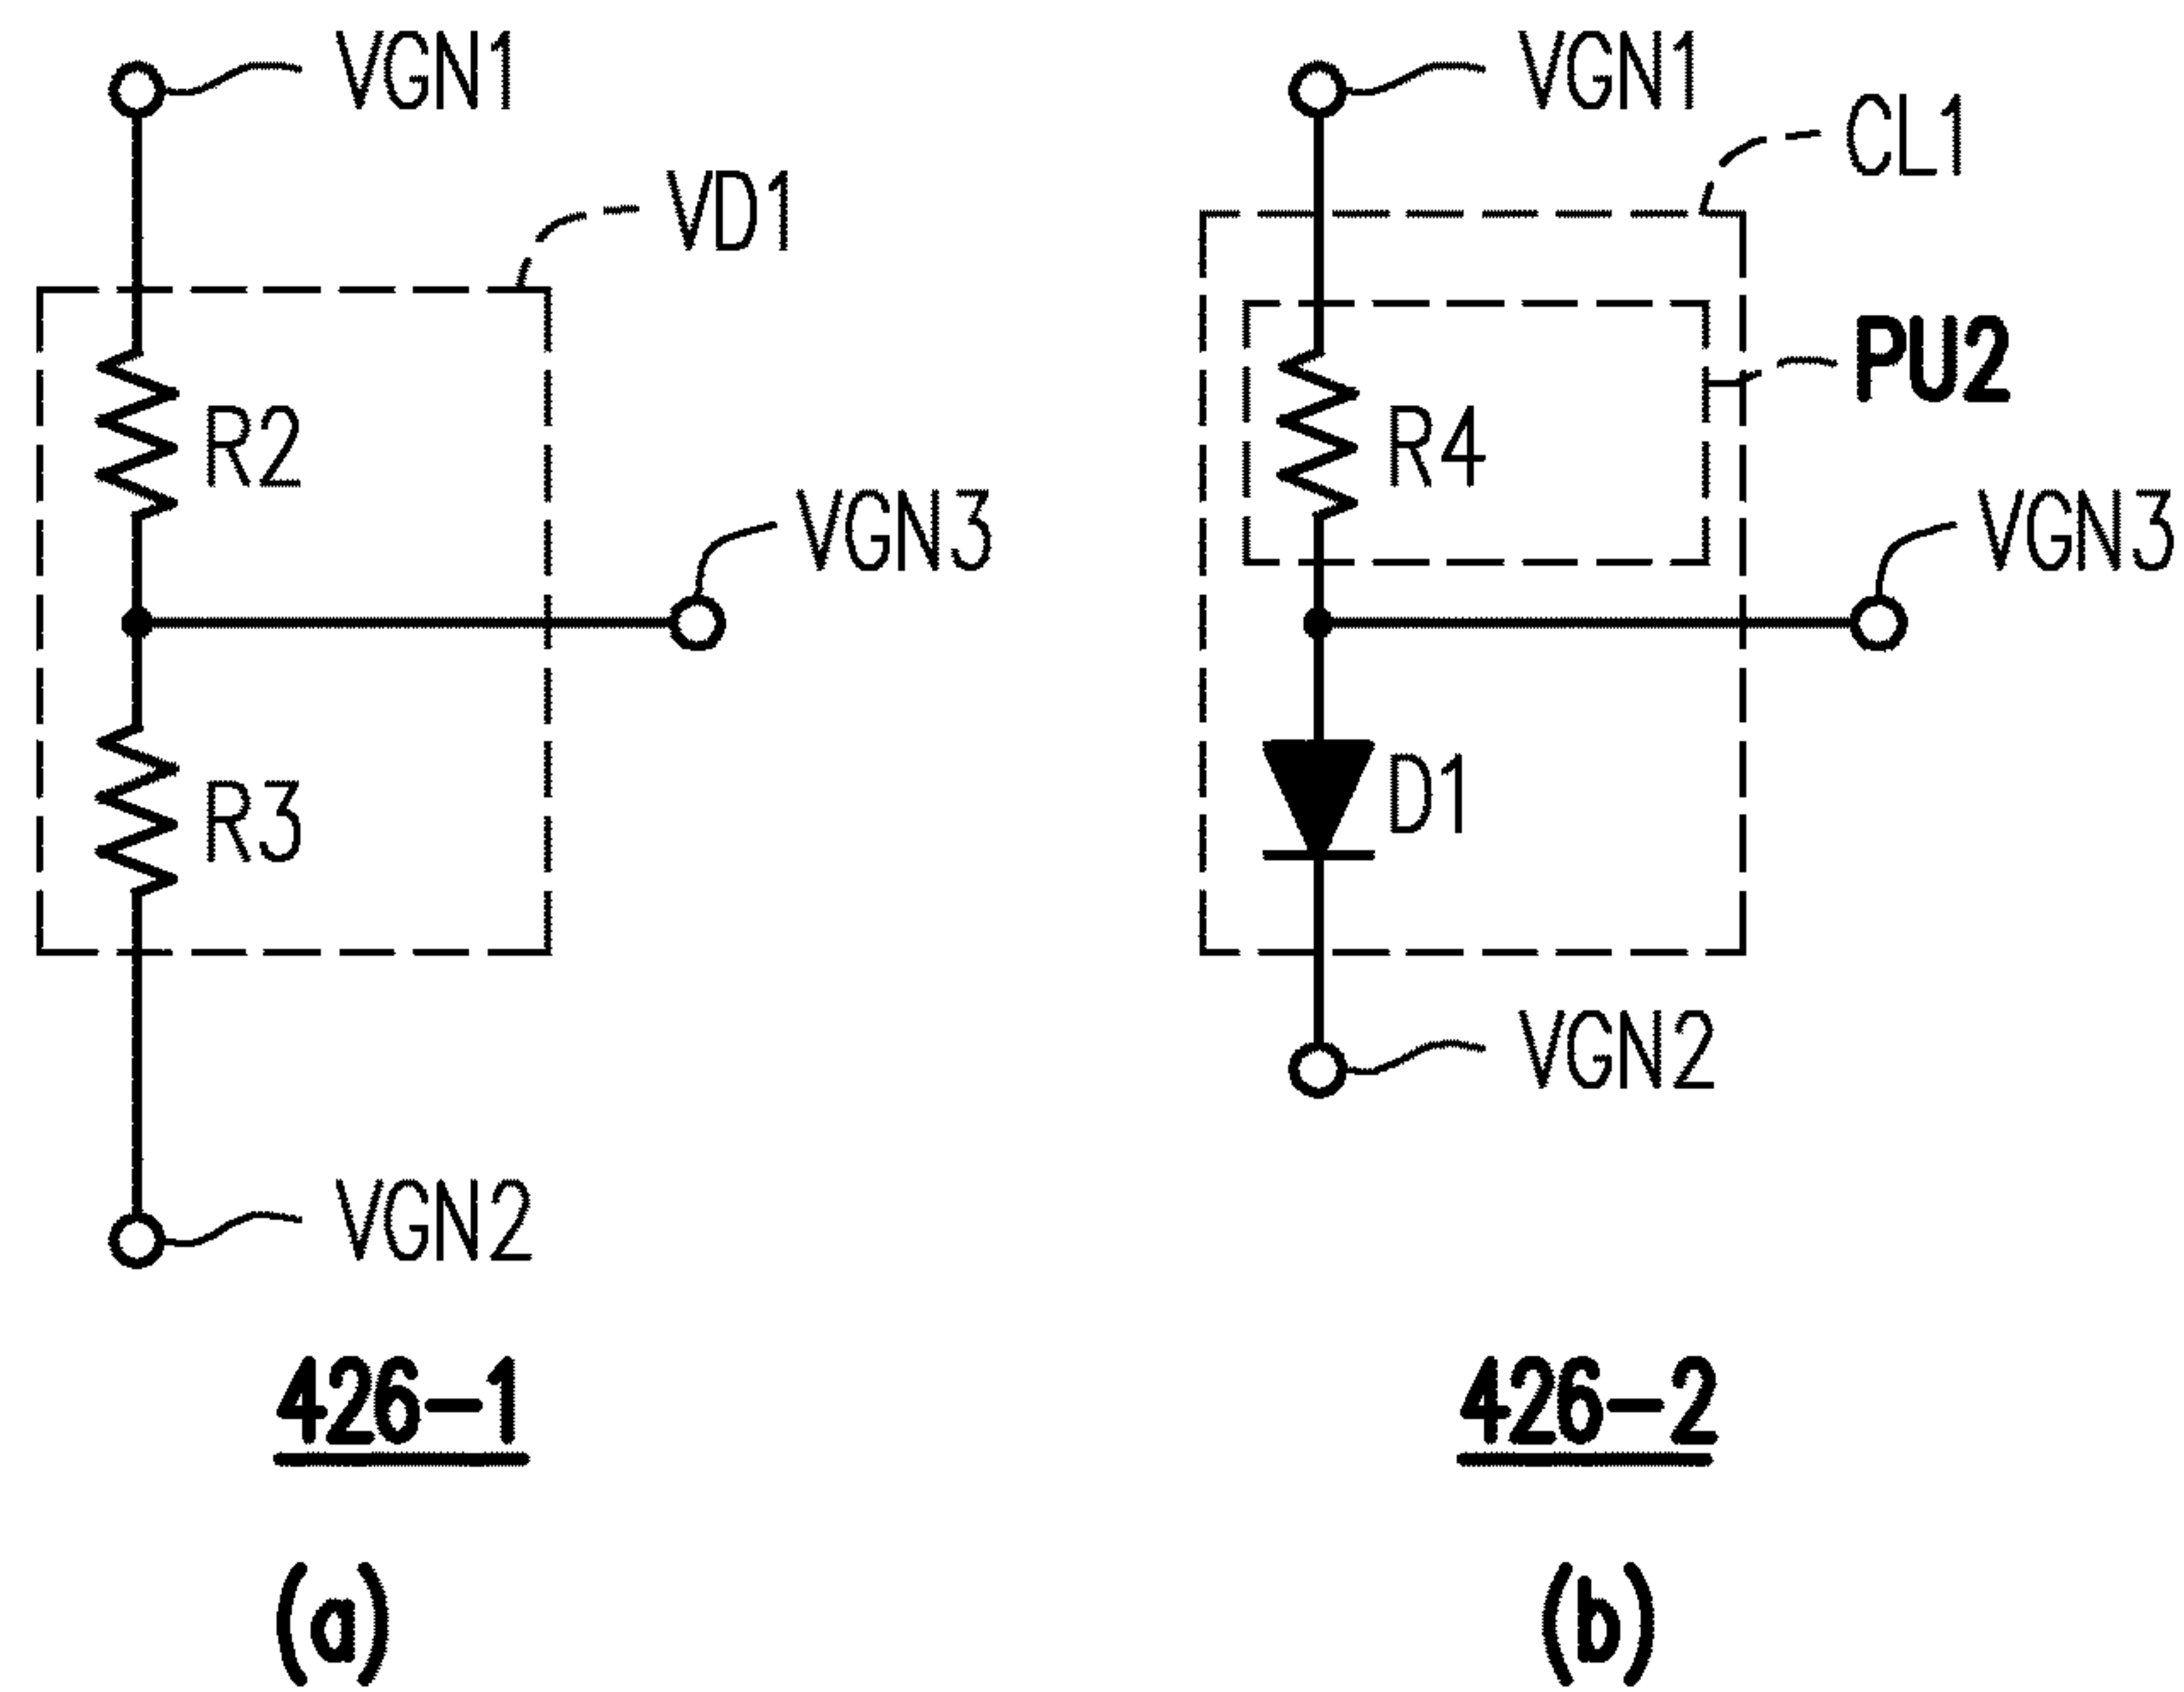 VGN1
VD1
R2
VGN3
R3
VGN2
426-1
(a)
VGN1
CL1
PU2
R4
VGN3
D1
VGN2
426-2
(b)